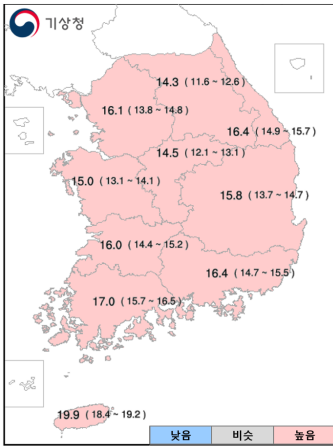 기상청
14.3 ( 11.6 ~ 12.6 )
16.1 ( 13.8 ~ 14.8 )
16.4 ( 14.9 ~ 15.7 )
14.5 ( 12.1 ~ 13.1 )
15.0 ( 13.1 ~ 14.1 )
15.8 ( 13.7 ~ 14.7 )
16.0 ( 14.4 ~ 15.2 )
16.4 ( 14.7 ~ 15.5 )
17.0 ( 15.7 ~ 16.5 )
19.9 ( 18.4 ~ 19.2 )
낮음 비슷 높음